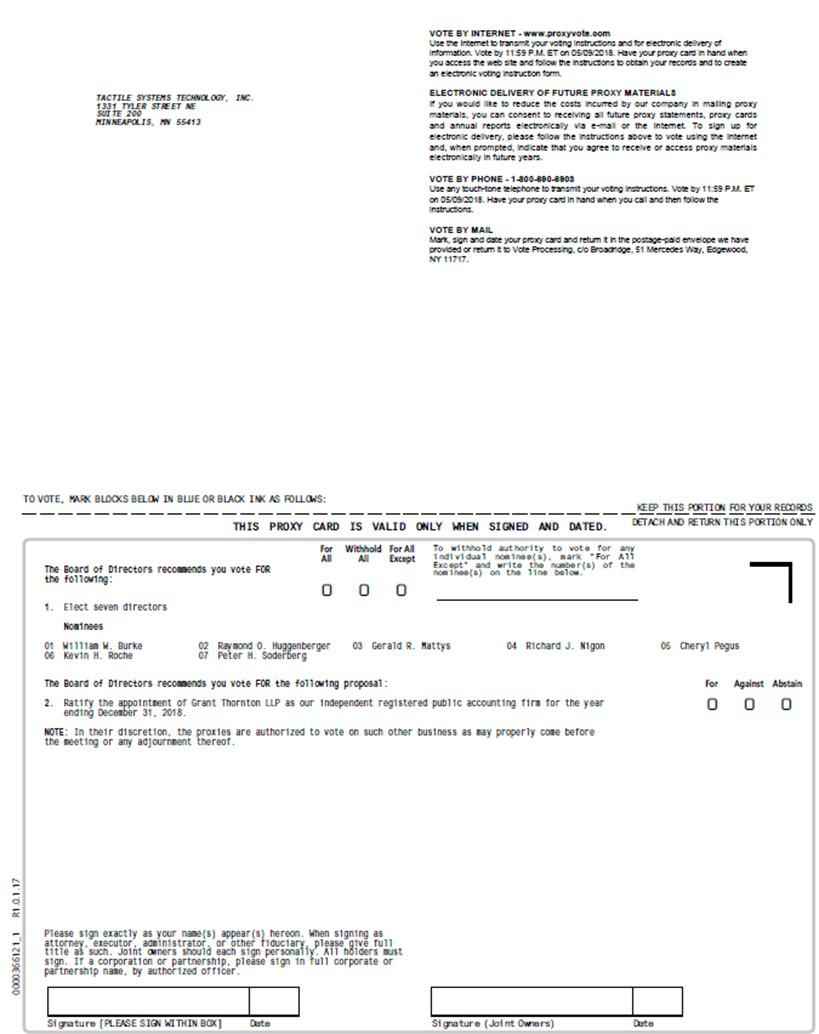 VOTE BY INTERNET - www.proxyvote.com
Use the Internet to transmit your voting instructions and for electronic delivery of
information. Vote by 11:59 P.M. ET on 05/09/2018. Have your proxy card in hand when
you access the web site and follow the instructions to obtain your records and to create
an electronic voting instruction form.
TACTILE SYSTEMS TECHNOLOGY, INC.
1331 TYLER STREET NE
SUITE 200
MINNEAPOLIS, MN 55413
ELECTRONIC DELIVERY OF FUTURE PROXY MATERIALS
If you would like to reduce the costs incurred by our company in mailing proxy
materials, you can consent to receiving all future proxy statements, proxy cards
and annual reports electronically via e-mail or the Internet. To sign up for
electronic delivery, please follow the instructions above to vote using the Internet
and, when prompted, indicate that you agree to receive or access proxy materials
electronically in future years.
VOTE BY PHONE - 1-800-690-6903
Use any touch-tone telephone to transmit your voting instructions. Vote by 11:59 P.M. ET
on 05/09/2018. Have your proxy card in hand when you call and then follow the
instructions.
VOTE BY MAIL
Mark, sign and date your proxy card and return it in the postage-paid envelope we have
provided or return it to Vote Processing, c/o Broadridge, 51 Mercedes Way, Edgewood,
NY 11717.
TO VOTE, MARK BLOCKS BELOW IN BLUE OR BLACK INK AS FOLLOWS:
KEEP THIS PORTION FOR YOUR RECORDS
DETACH AND RETURN THIS PORTION ONLY
THIS PROXY CARD IS VALID ONLY WHEN SIGNED AND DATED.
The Board of Directors recommends you vote FOR
the following:
For All
Withhold All
For All Except
To withhold authority to vote for any
individual nominee(s), mark "For All
Except" and write the number(s) of the
nominee(s) on the line below.
1. Elect seven directors
Nominees
01 William W. Burke 02 Raymond O. Huggenberger 03 Gerald R. Mattys 04 Richard J. Nigon 05 Cheryl Pegus
06 Kevin H. Roche 07 Peter H. Soderberg
The Board of Directors recommends you vote FOR the following proposal: For Against Abstain
2. Ratify the appointment of Grant Thornton LLP as our independent registered public accounting firm for the year
ending December 31, 2018.
NOTE: In their discretion, the proxies are authorized to vote on such other business as may properly come before
the meeting or any adjournment thereof.
0000366121_1 R1.0.1.17
Please sign exactly as your name(s) appear(s) hereon. When signing as
attorney, executor, administrator, or other fiduciary, please give full
title as such. Joint owners should each sign personally. All holders must
sign. If a corporation or partnership, please sign in full corporate or
partnership name, by authorized officer.
Signature [PLEASE SIGN WITHIN BOX] Date Signature (Joint Owners) Date